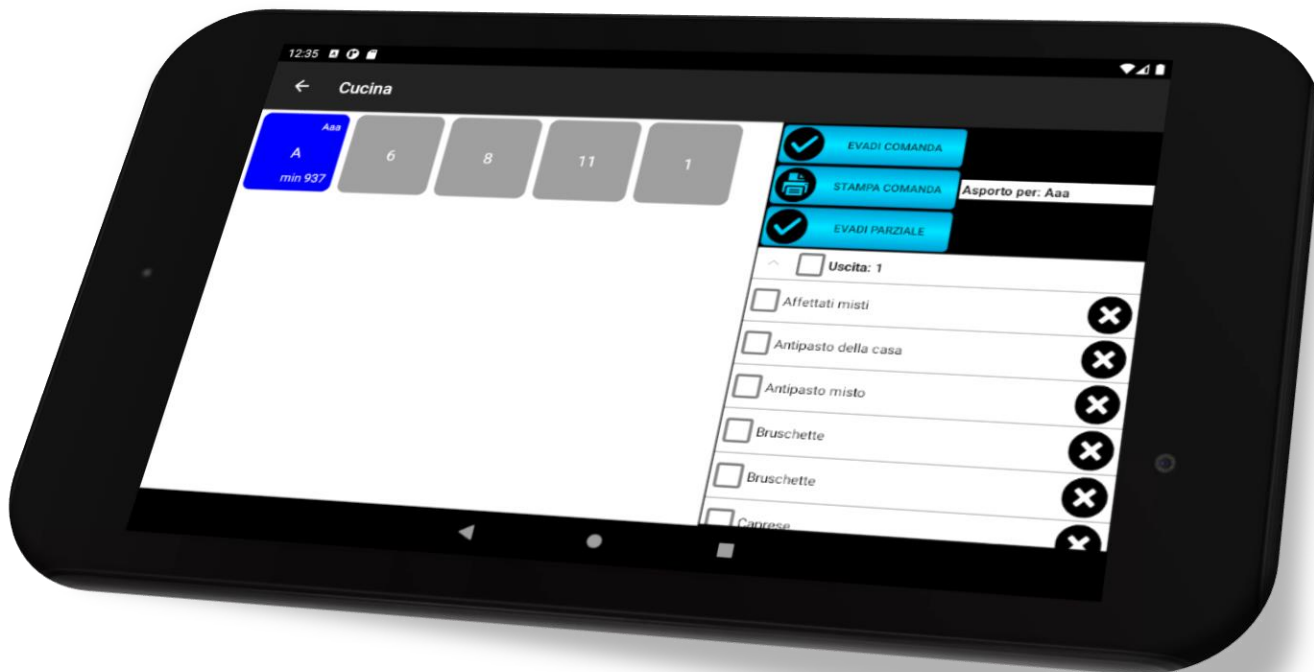 12:35
Cucina
Aaa
A
min 937
6
8
11
1
EVADI COMANDA
STAMPA COMANDA
Asporto per: Aaa
EVADI PARZIALE
Uscita: 1
Affettati misti
Antipasto della casa
Antipasto misto
Bruschette
Bruschette
Caprese